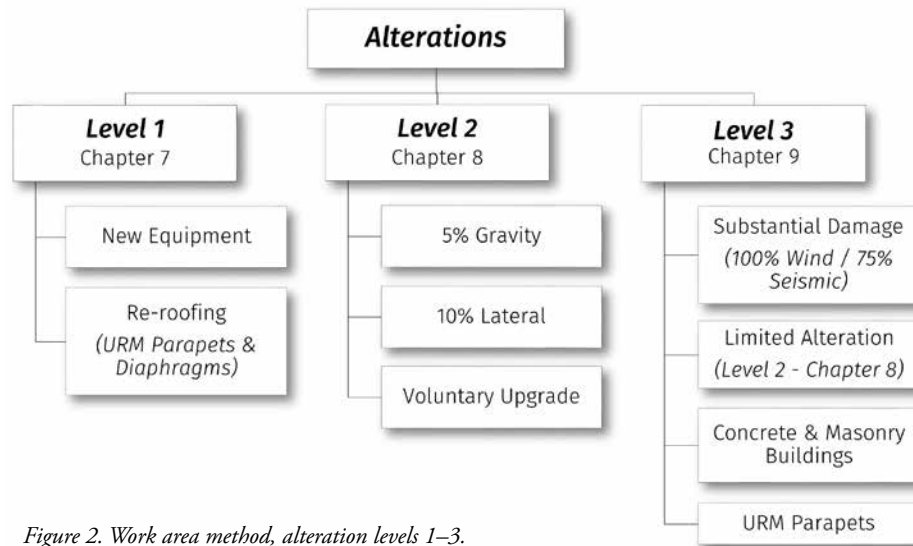 Alterations
Level 1
Chapter 7
New Equipment
Re-roofing
(URM Parapets &
Diaphragms)
Level 2
Chapter 8
5% Gravity
10% Lateral
Voluntary Upgrade
Level 3
Chapter 9
Substantial Damage
(100% Wind / 75%
Seismic)
Limited Alteration
(Level 2 - Chapter 8)
Concrete & Masonry
Buildings
URM Parapets
Figure 2. Work area method, alteration levels 1–3.